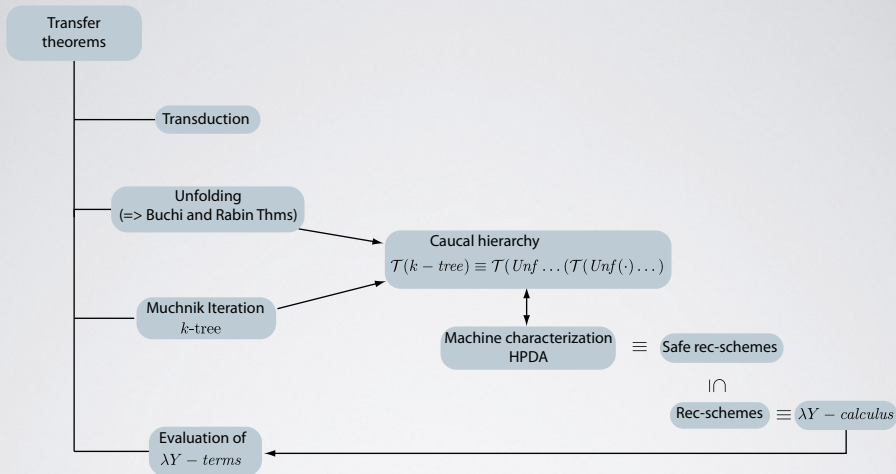 Transfer
theorems
Transduction
Unfolding
(=> Buchi and Rabin Thms)
Caucal hierarchy
𝒯(k − tree) ≡ 𝒯(Unf … (𝒯(Unf(·) …)
Muchnik Iteration
k-tree
Machine characterization
HPDA
≡
Safe rec-schemes
I∩
Rec-schemes
≡
λY − calculus
Evaluation of
λY − terms